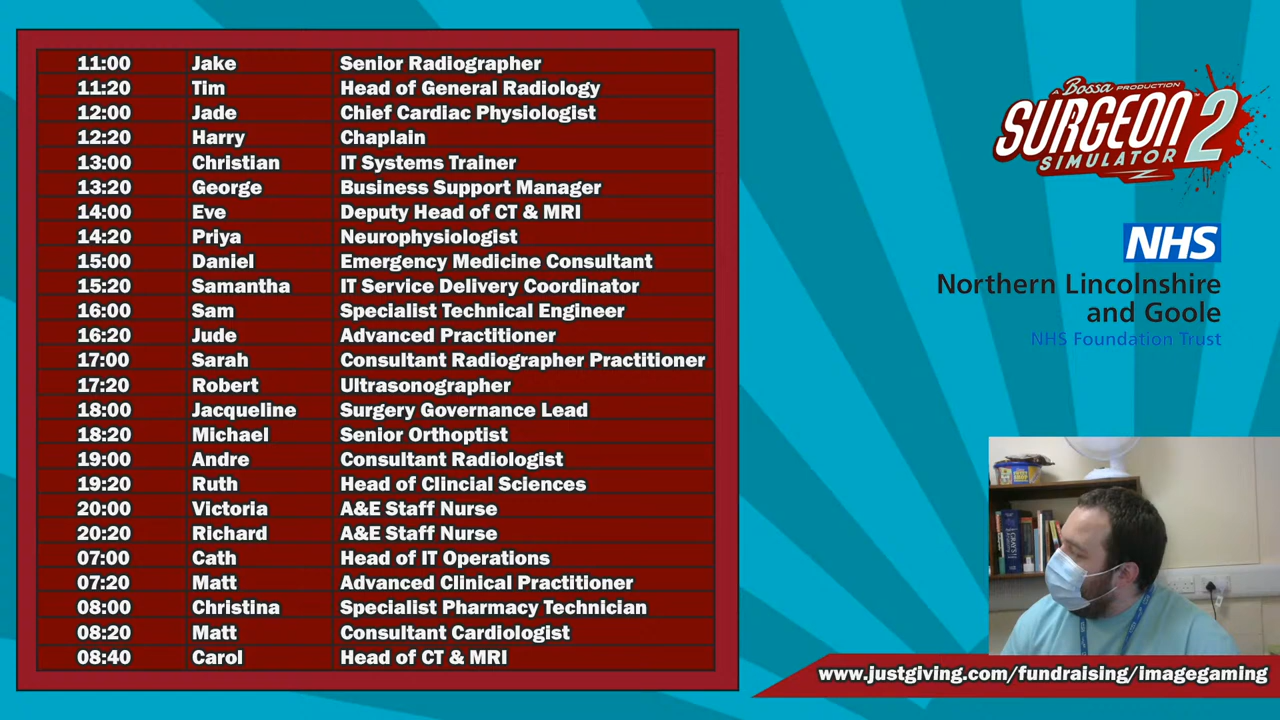 11:00 Jake Senior Radiographer
11:20 Tim Head of General Radiology
12:00 Jade Chief Cardiac Physiologist
12:20 Harry Chaplain
13:00 Christian IT Systems Trainer
13:20 George Business Support Manager
14:00 Eve Deputy Head of CT & MRI
14:20 Priya Neurophysiologist
15:00 Daniel Emergency Medicine Consultant
15:20 Samantha IT Service Delivery Coordinator
16:00 Sam Specialist Technical Engineer
16:20 Jude Advanced Practitioner
17:00 Sarah Consultant Radiographer Practitioner
17:20 Robert Ultrasonographer
18:00 Jacqueline Surgery Governance Lead
18:20 Michael Senior Orthoptist
19:00 Andre Consultant Radiologist
19:20 Ruth Head of Clincial Sciences
20:00 Victoria A&E Staff Nurse
20:20 Richard A&E Staff Nurse
07:00 Cath Head of IT Operations
07:20 Matt Advanced Clinical Practitioner
08:00 Christina Specialist Pharmacy Technician
08:20 Matt Consultant Cardiologist
08:40 Carol Head of CT & MRI
A Bossa PRODUCTION
SURGEON 2
SIMULATOR
NHS
Northern Lincolnshire
and Goole
NHS Foundation Trust
GRAY'S
www.justgiving.com/fundraising/imagegaming